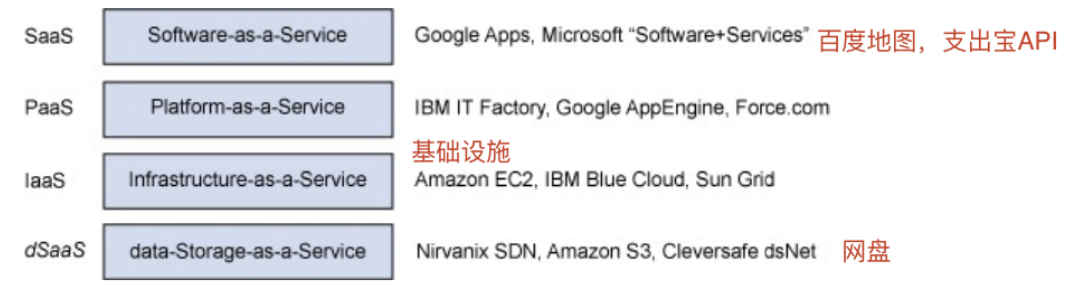 SaaS Software-as-a-Service Google Apps, Microsoft “Software+Services” 百度地图，支出宝API
PaaS Platform-as-a-Service IBM IT Factory, Google AppEngine, Force.com
基础设施
IaaS Infrastructure-as-a-Service Amazon EC2, IBM Blue Cloud, Sun Grid
dSaaS data-Storage-as-a-Service Nirvanix SDN, Amazon S3, Cleversafe dsNet 网盘